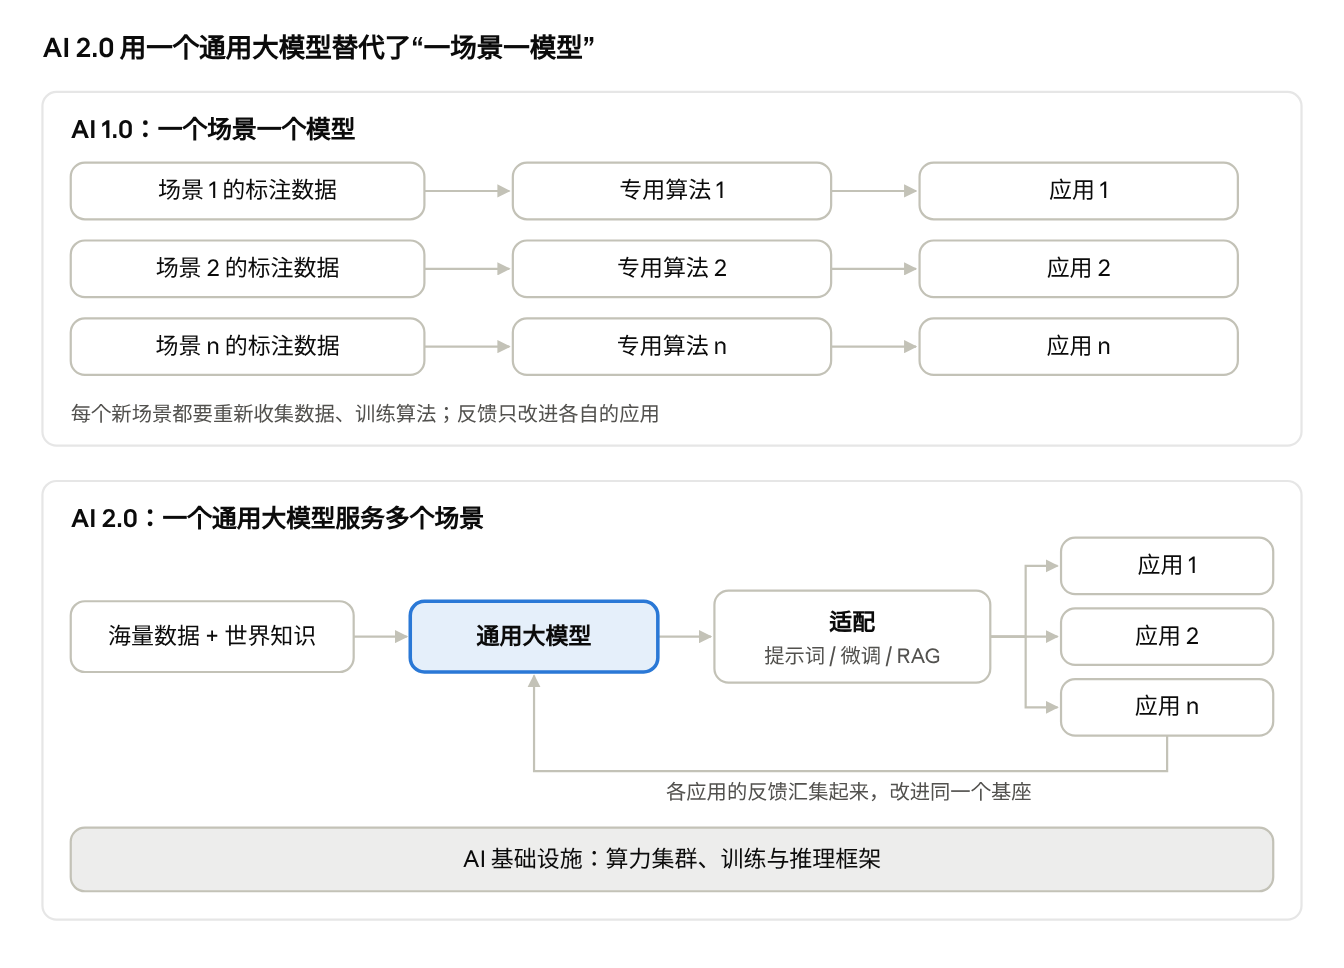 AI 2.0 用一个通用大模型替代了“一场景一模型”
AI 1.0：一个场景一个模型
场景 1 的标注数据
专用算法 1
应用 1
场景 2 的标注数据
专用算法 2
应用 2
场景 n 的标注数据
专用算法 n
应用 n
每个新场景都要重新收集数据、训练算法；反馈只改进各自的应用
AI 2.0：一个通用大模型服务多个场景
海量数据 + 世界知识
通用大模型
适配
提示词 / 微调 / RAG
应用 1
应用 2
应用 n
各应用的反馈汇集起来，改进同一个基座
AI 基础设施：算力集群、训练与推理框架